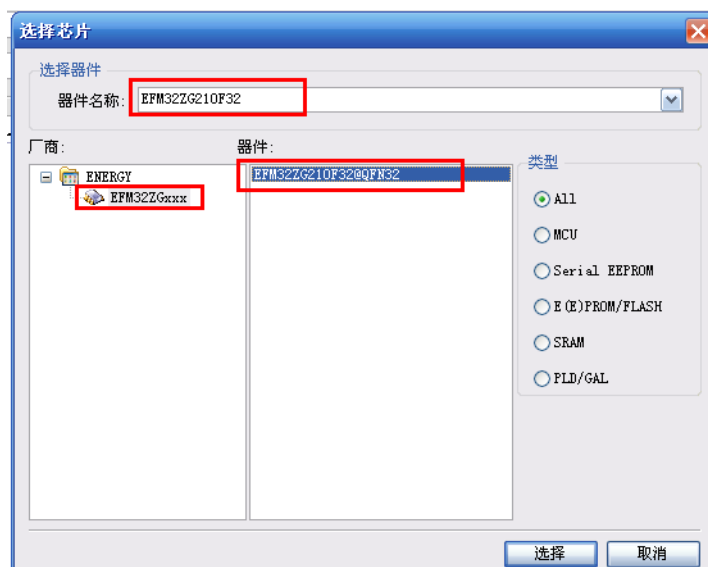 选择芯片
选择器件
器件名称: EFM32ZG210F32
厂商:
ENERGY
EFM32ZGxxx
器件:
EFM32ZG210F32@QFN32
类型
All
MCU
Serial EEPROM
E(E)PROM/FLASH
SRAM
PLD/GAL
选择
取消